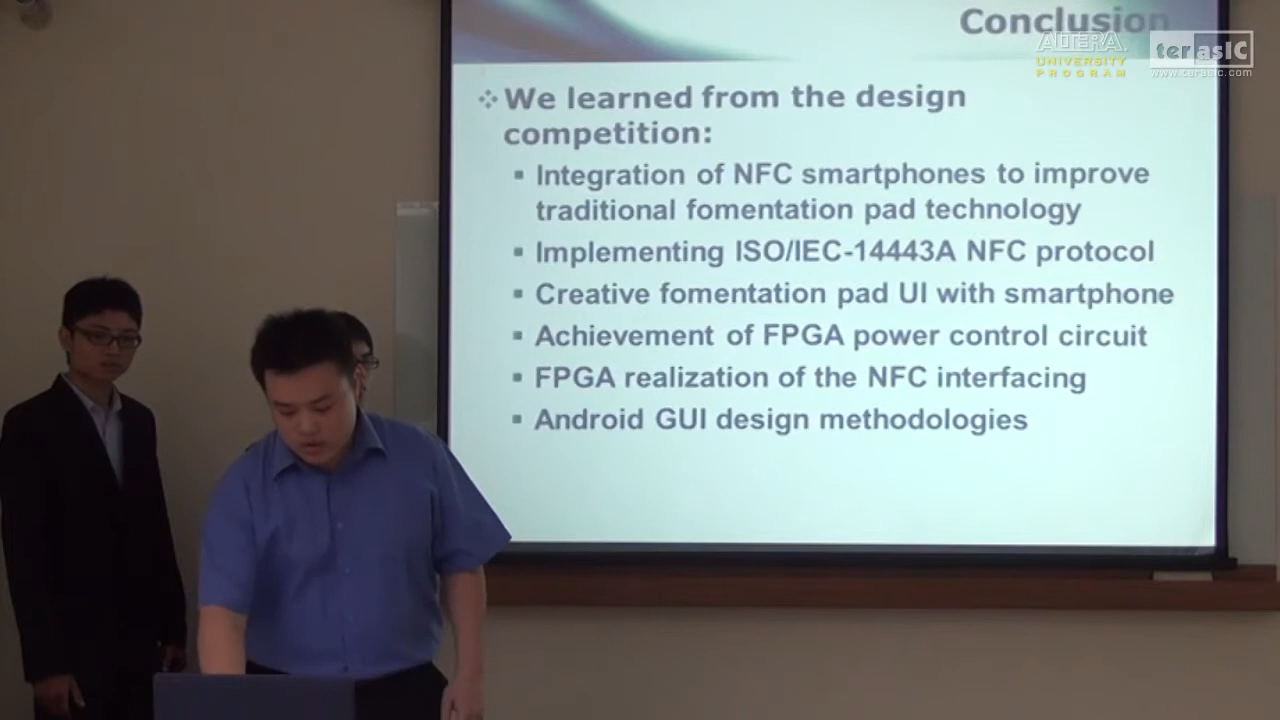 Conclusion
ALTERA
UNIVERSITY
PROGRAM
terasIC
www.terasic.com
We learned from the design
competition:
Integration of NFC smartphones to improve
traditional fomentation pad technology
Implementing ISO/IEC-14443A NFC protocol
Creative fomentation pad UI with smartphone
Achievement of FPGA power control circuit
FPGA realization of the NFC interfacing
Android GUI design methodologies